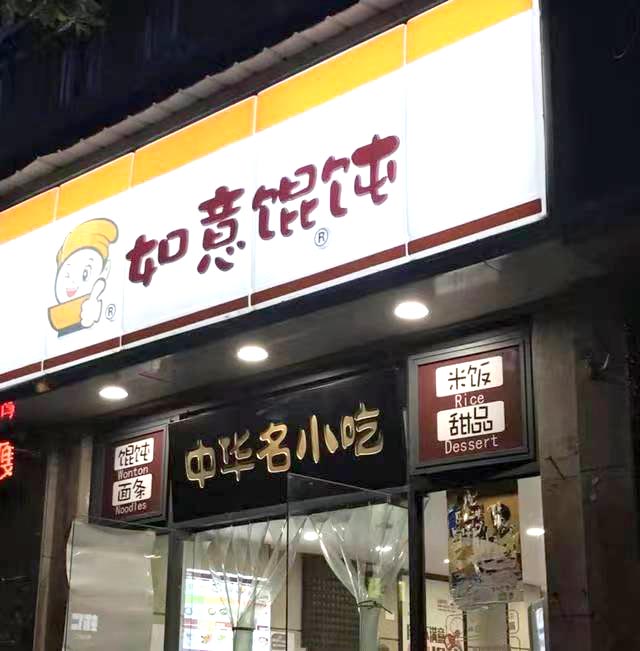 如意馄饨
®
®
中华名小吃
馄饨
Wonton
面条
Noodles
米饭
Rice
甜品
Dessert